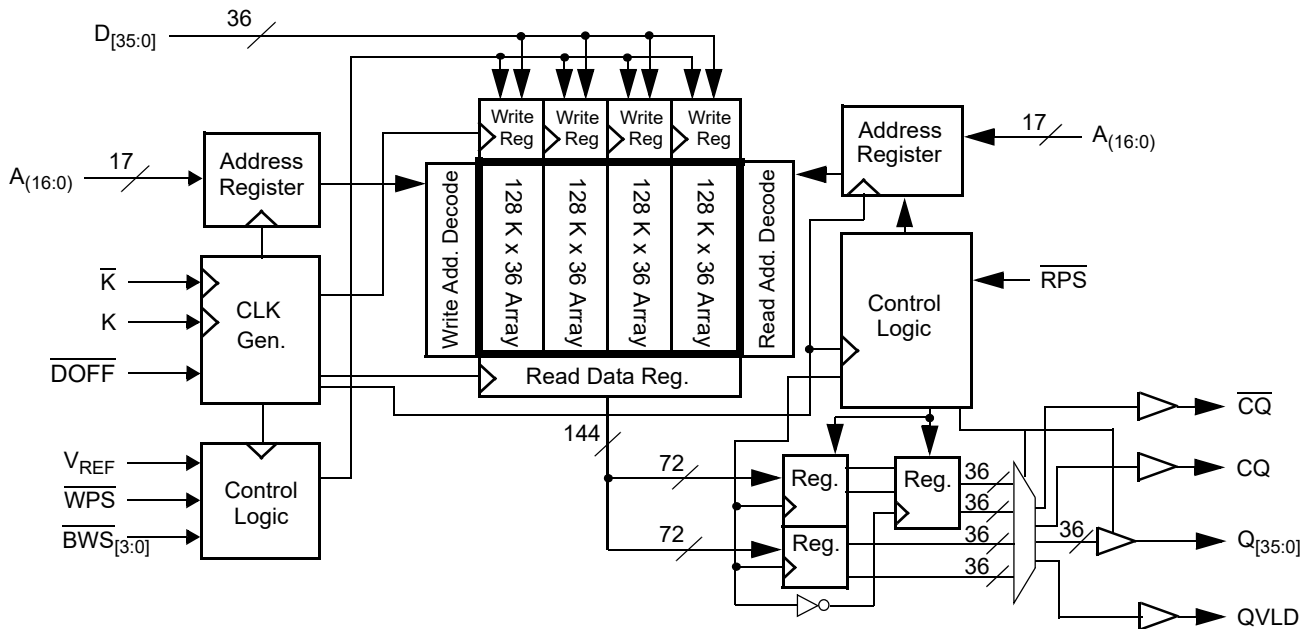 D[35:0]
36
Write
Reg
Write
Reg
Write
Reg
Write
Reg
A(16:0)
17
Address
Register
Write Add. Decode
128 K x 36 Array
128 K x 36 Array
128 K x 36 Array
128 K x 36 Array
Read Add. Decode
Address
Register
17
A(16:0)
K̅
K
DOFF
CLK
Gen.
Control
Logic
RPS
Read Data Reg.
VREF
WPS
BWS[3:0]
Control
Logic
144
72
72
Reg.
Reg.
Reg.
36
36
36
36
36
CQ
CQ
Q[35:0]
QVLD